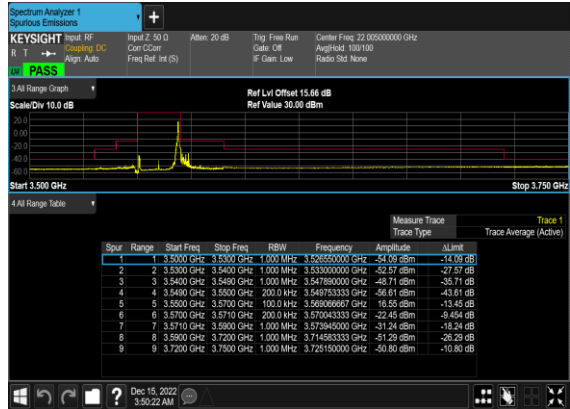 Spectrum Analyzer 1
Spurious Emissions
KEYSIGHT Input: RF Input Z: 50 Ω Atten: 20 dB Trig: Free Run Center Freq: 22.005000000 GHz
R T Coupling: DC Corr CCorr Gate: Off Avg|Hold: 100/100
Align: Auto Freq Ref: Int (S) IF Gain: Low Radio Std: None
PASS
3 All Range Graph
Ref Lvl Offset 15.66 dB
Scale/Div 10.0 dB Ref Value 30.00 dBm
20.0
0.00
-20.0
-40.0
-60.0
Start 3.500 GHz Stop 3.750 GHz
4 All Range Table
Measure Trace Trace 1
Trace Type Trace Average (Active)
Spur Range Start Freq Stop Freq RBW Frequency Amplitude ΔLimit
1 1 3.5000 GHz 3.5300 GHz 1.000 MHz 3.526550000 GHz -54.09 dBm -14.09 dB
2 2 3.5300 GHz 3.5400 GHz 1.000 MHz 3.533000000 GHz -52.57 dBm -27.57 dB
3 3 3.5400 GHz 3.5490 GHz 1.000 MHz 3.547890000 GHz -48.71 dBm -35.71 dB
4 4 3.5490 GHz 3.5500 GHz 200.0 kHz 3.549753333 GHz -56.61 dBm -43.61 dB
5 5 3.5500 GHz 3.5700 GHz 100.0 kHz 3.569066667 GHz 16.55 dBm -13.45 dB
6 6 3.5700 GHz 3.5710 GHz 200.0 kHz 3.570043333 GHz -22.45 dBm -9.454 dB
7 7 3.5710 GHz 3.5900 GHz 1.000 MHz 3.573945000 GHz -31.24 dBm -18.24 dB
8 8 3.5900 GHz 3.7200 GHz 1.000 MHz 3.714583333 GHz -51.29 dBm -26.29 dB
9 9 3.7200 GHz 3.7500 GHz 1.000 MHz 3.725150000 GHz -50.80 dBm -10.80 dB
Dec 15, 2022
3:50:22 AM